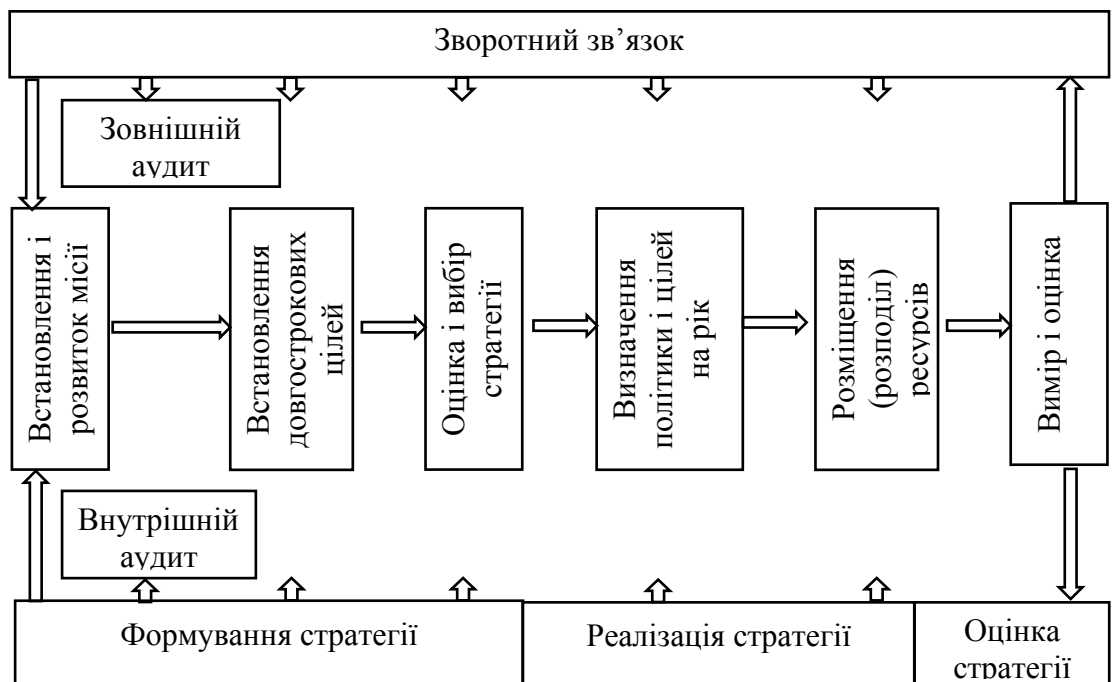 Зворотний зв’язок
Зовнішній
аудит
Встановлення і
розвиток місії
Встановлення
довгострокових
цілей
Оцінка і вибір
стратегії
Визначення
політики і цілей
на рік
Розміщення
(розподіл)
ресурсів
Вимір і оцінка
Внутрішній
аудит
Формування стратегії
Реалізація стратегії
Оцінка
стратегії